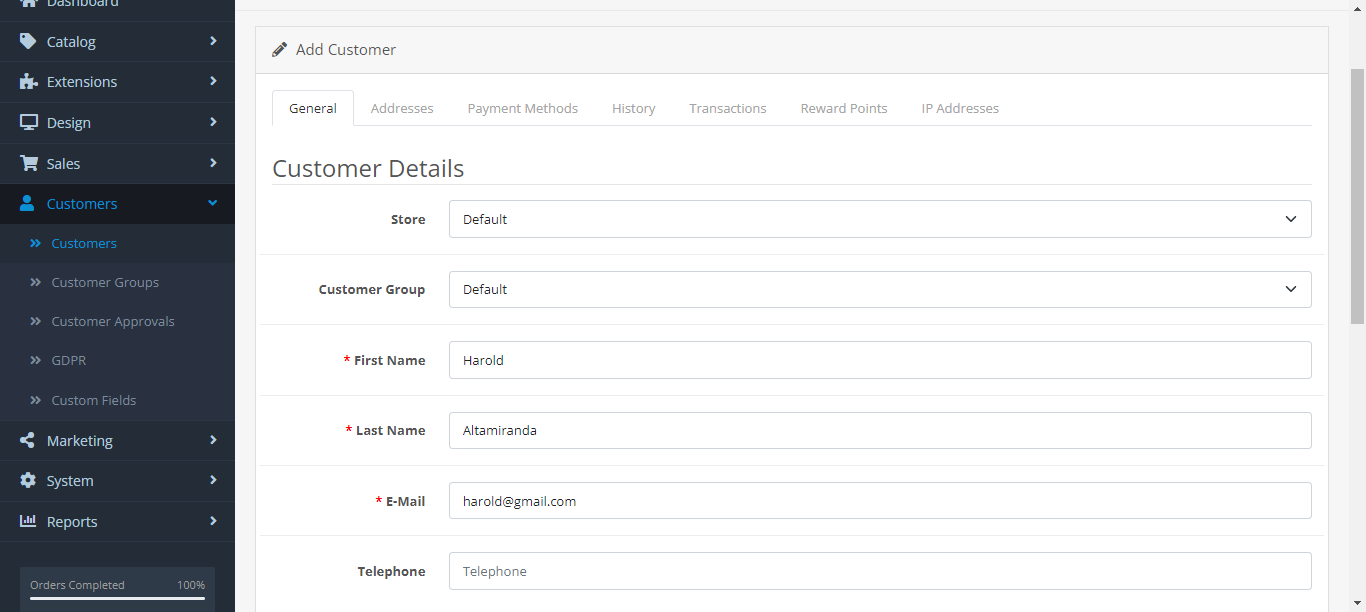 Dashboard
Catalog
Extensions
Design
Sales
Customers
Customers
Customer Groups
Customer Approvals
GDPR
Custom Fields
Marketing
System
Reports
Orders Completed 100%
Add Customer
General Addresses Payment Methods History Transactions Reward Points IP Addresses
Customer Details
Store Default
Customer Group Default
* First Name Harold
* Last Name Altamiranda
* E-Mail harold@gmail.com
Telephone Telephone